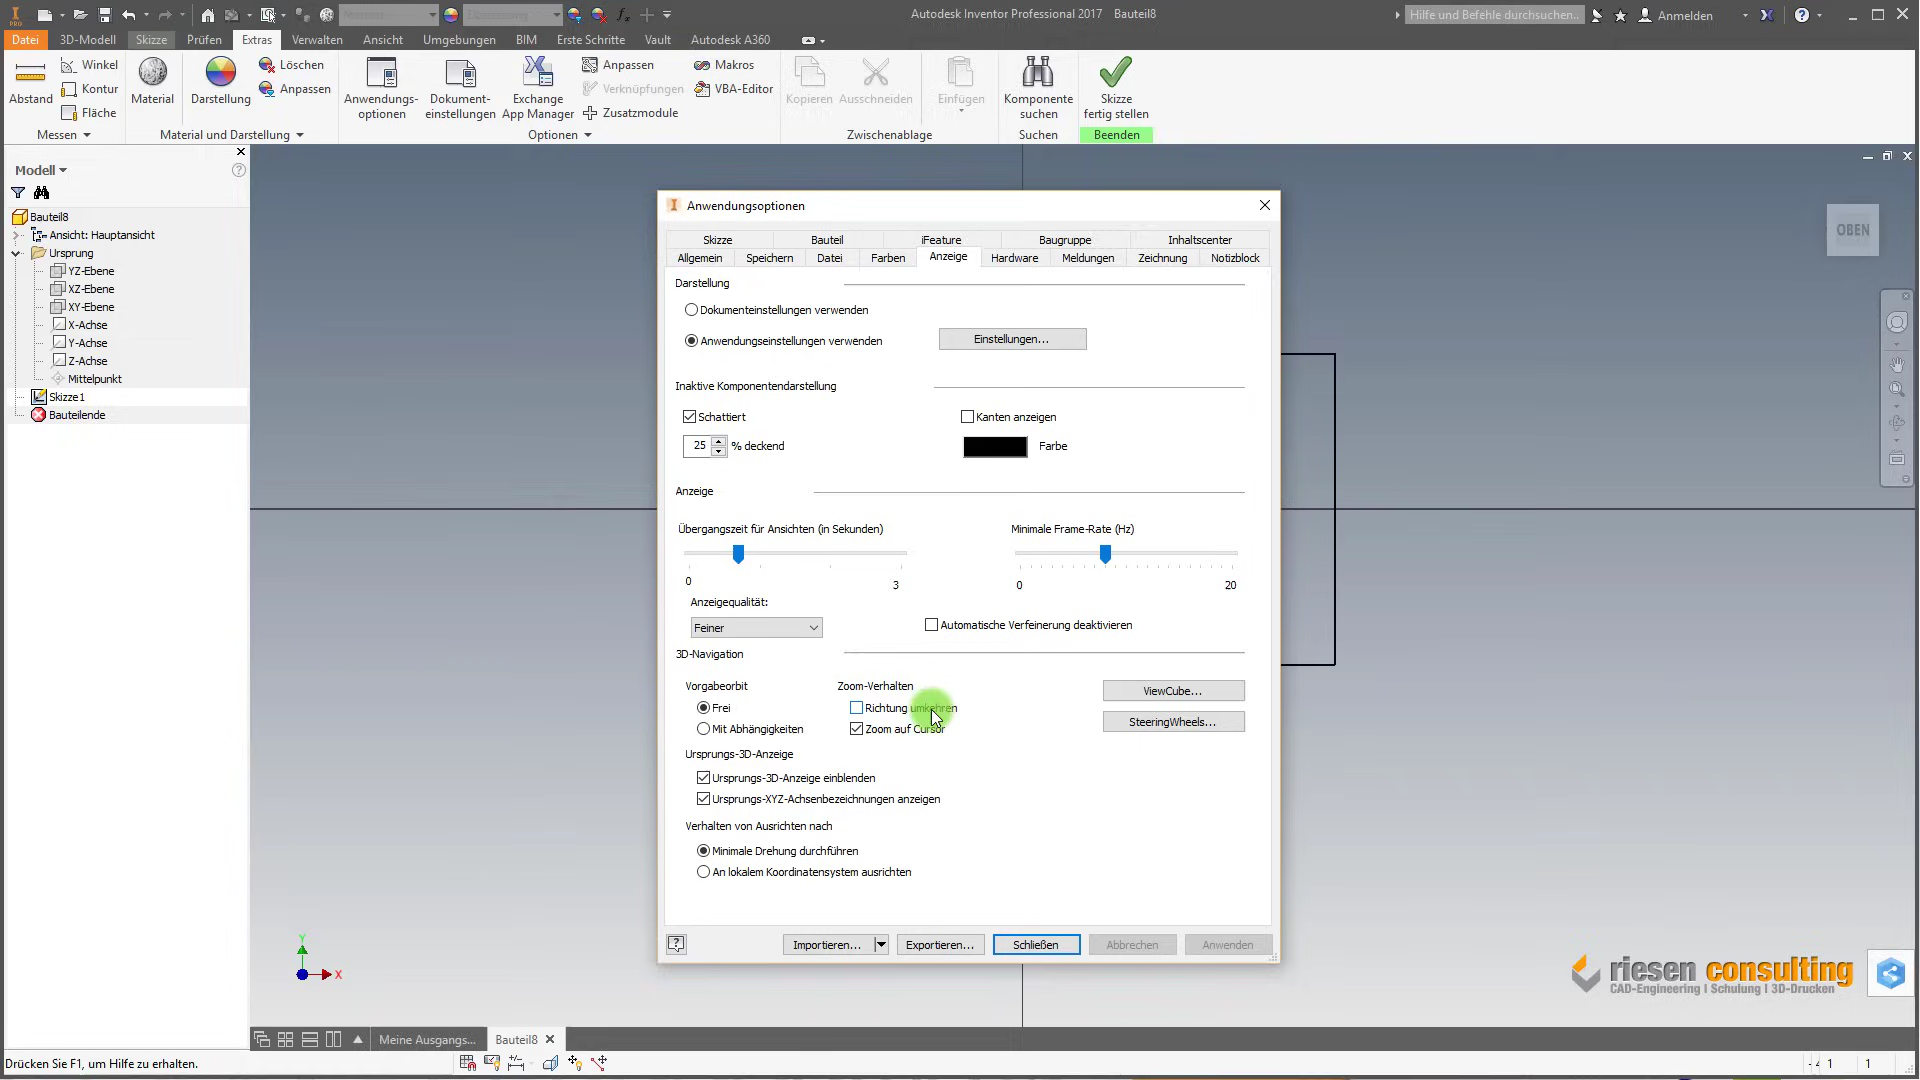 Autodesk Inventor Professional 2017 Bauteil8
Hilfe und Befehle durchsuchen...
Anmelden
Datei 3D-Modell Skizze Prüfen Extras Verwalten Ansicht Umgebungen BIM Erste Schritte Vault Autodesk A360
Abstand
Winkel
Kontur
Fläche
Messen
Material
Darstellung
Löschen
Anpassen
Material und Darstellung
Anwendungs-
optionen
Dokument-
einstellungen
Exchange
App Manager
Anpassen
Verknüpfungen
Zusatzmodule
Makros
VBA-Editor
Optionen
Kopieren
Ausschneiden
Einfügen
Zwischenablage
Komponente
suchen
Suchen
Skizze
fertig stellen
Beenden
Modell
Bauteil8
Ansicht: Hauptansicht
Ursprung
YZ-Ebene
XZ-Ebene
XY-Ebene
X-Achse
Y-Achse
Z-Achse
Mittelpunkt
Skizze1
Bauteilende
OBEN
Anwendungsoptionen
Skizze Bauteil iFeature Baugruppe Inhaltscenter
Allgemein Speichern Datei Farben Anzeige Hardware Meldungen Zeichnung Notizblock
Darstellung
Dokumenteinstellungen verwenden
Anwendungseinstellungen verwenden
Einstellungen...
Inaktive Komponentendarstellung
Schattiert
Kanten anzeigen
25 % deckend
Farbe
Anzeige
Übergangszeit für Ansichten (in Sekunden)
Minimale Frame-Rate (Hz)
0 3
0 20
Anzeigequalität:
Feiner
Automatische Verfeinerung deaktivieren
3D-Navigation
Vorgabeorbit
Frei
Mit Abhängigkeiten
Zoom-Verhalten
Richtung umkehren
Zoom auf Cursor
ViewCube...
SteeringWheels...
Ursprungs-3D-Anzeige
Ursprungs-3D-Anzeige einblenden
Ursprungs-XYZ-Achsenbezeichnungen anzeigen
Verhalten von Ausrichten nach
Minimale Drehung durchführen
An lokalem Koordinatensystem ausrichten
Importieren... Exportieren... Schließen Abbrechen Anwenden
Y
X
riesen consulting
CAD-Engineering I Schulung I 3D-Drucken
Meine Ausgangs... Bauteil8
Drücken Sie F1, um Hilfe zu erhalten.
1 1